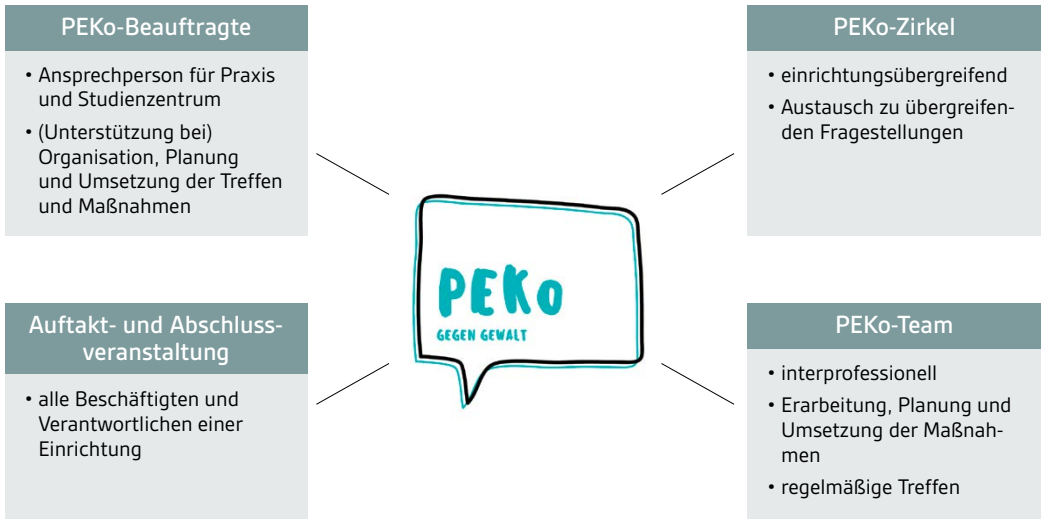 PEKo-Beauftragte
• Ansprechperson für Praxis
und Studienzentrum
• (Unterstützung bei)
Organisation, Planung
und Umsetzung der Treffen
und Maßnahmen
PEKo-Zirkel
• einrichtungsübergreifend
• Austausch zu übergreifen-
den Fragestellungen
PEKo
GEGEN GEWALT
Auftakt- und Abschluss-
veranstaltung
• alle Beschäftigten und
Verantwortlichen einer
Einrichtung
PEKo-Team
• interprofessionell
• Erarbeitung, Planung und
Umsetzung der Maßnah-
men
• regelmäßige Treffen